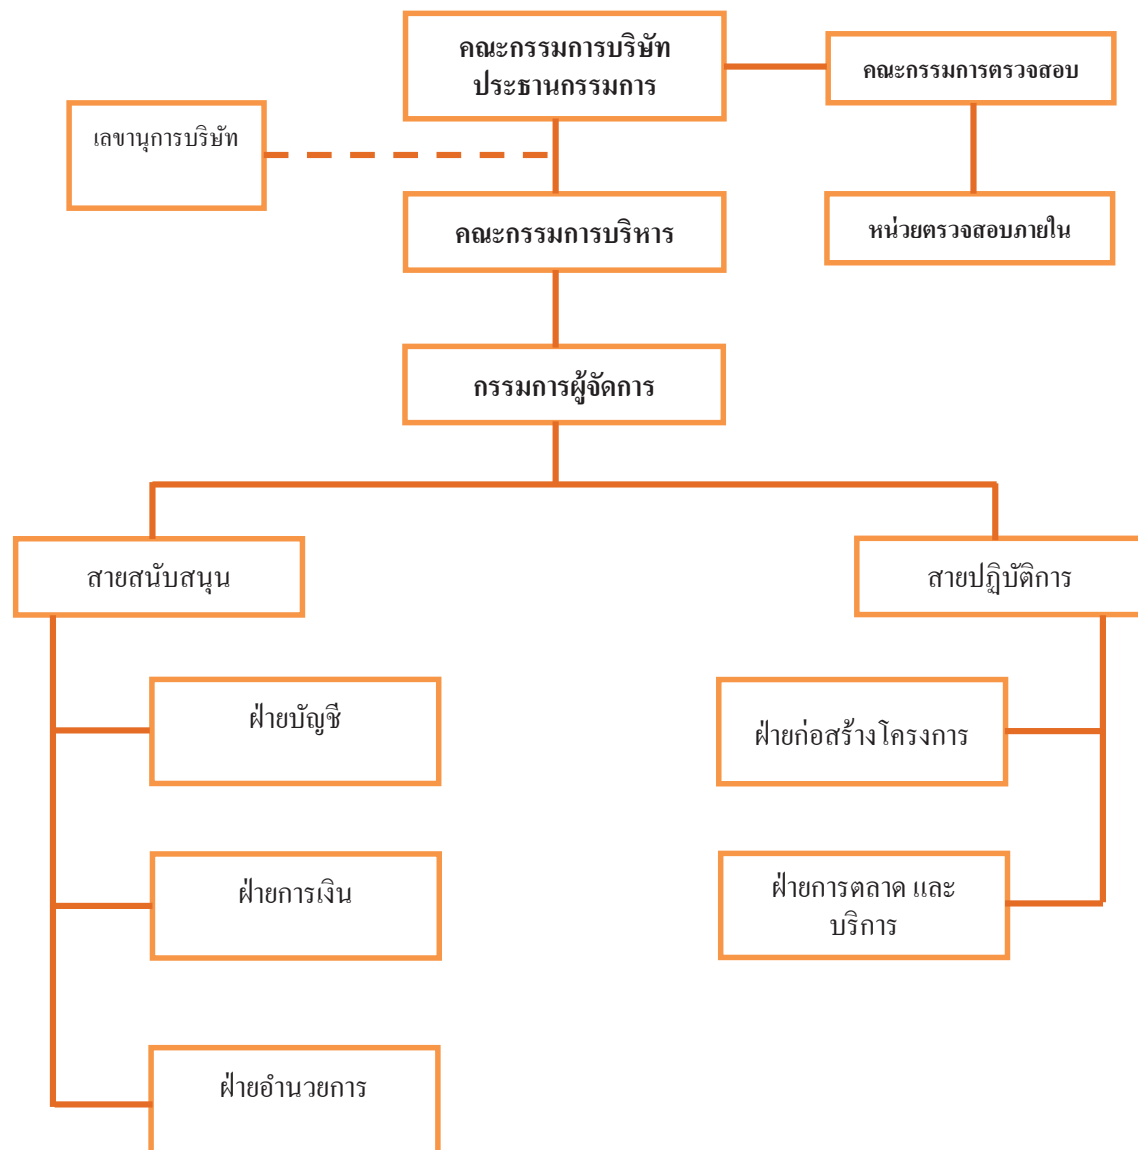 คณะกรรมการบริษัท
ประธานกรรมการ
คณะกรรมการตรวจสอบ
เลขานุการบริษัท
คณะกรรมการบริหาร
หน่วยตรวจสอบภายใน
กรรมการผู้จัดการ
สายสนับสนุน
สายปฏิบัติการ
ฝ่ายบัญชี
ฝ่ายก่อสร้างโครงการ
ฝ่ายการเงิน
ฝ่ายการตลาด และ
บริการ
ฝ่ายอำนวยการ